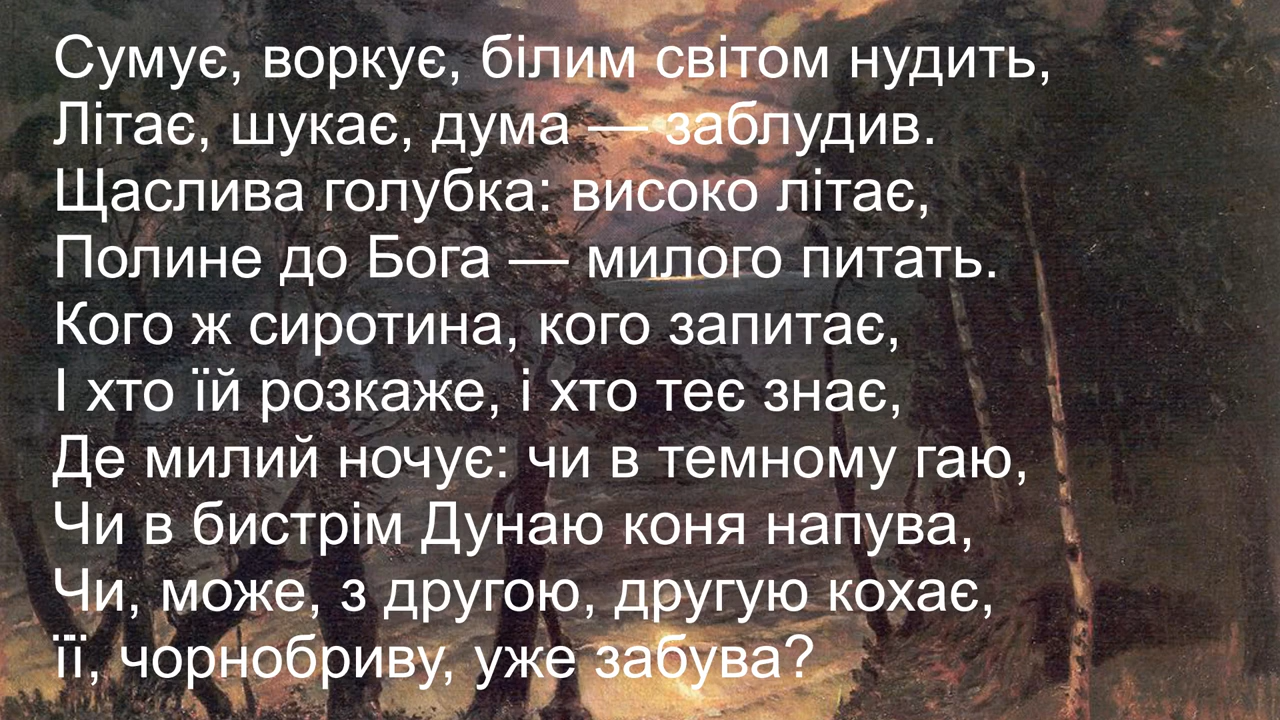 Сумує, воркує, білим світом нудить,
Літає, шукає, дума — заблудив.
Щаслива голубка: високо літає,
Полине до Бога — милого питать.
Кого ж сиротина, кого запитає,
І хто їй розкаже, і хто теє знає,
Де милий ночує: чи в темному гаю,
Чи в бистрім Дунаю коня напува,
Чи, може, з другою, другую кохає,
її, чорнобриву, уже забува?